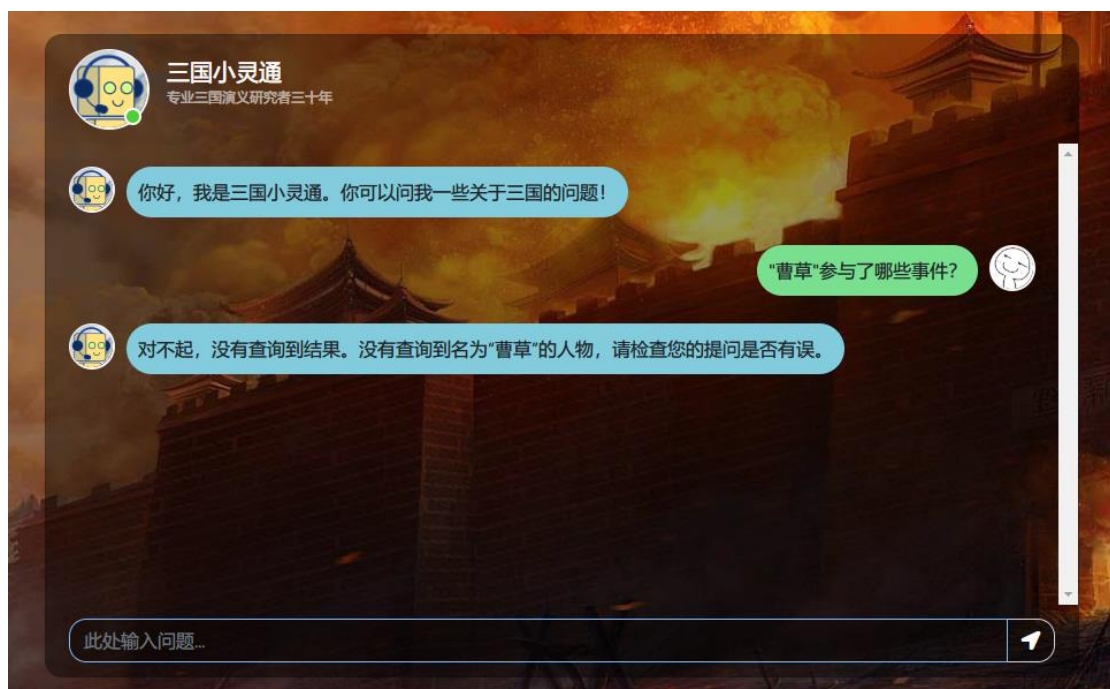 三国小灵通
专业三国演义研究者三十年
你好，我是三国小灵通。你可以问我一些关于三国的问题！
"曹草"参与了哪些事件？
对不起，没有查询到结果。没有查询到名为"曹草"的人物，请检查您的提问是否有误。
此处输入问题...